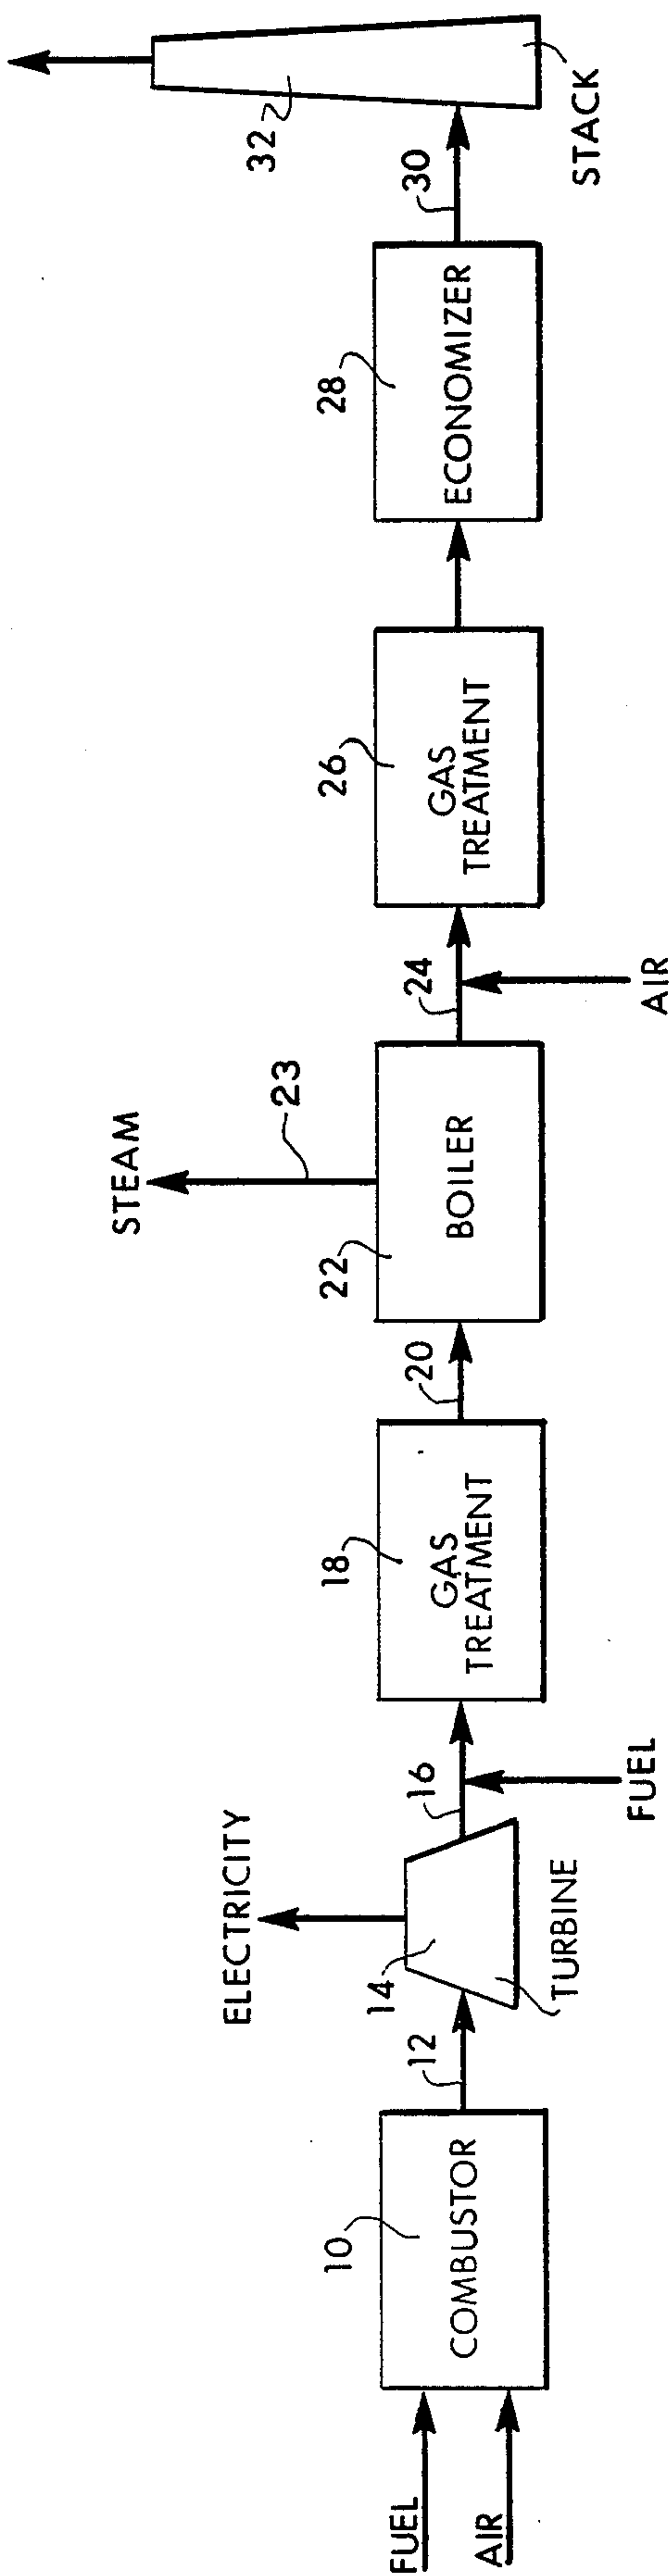 FUEL
AIR
10
COMBUSTOR
12
14
TURBINE
ELECTRICITY
16
FUEL
18
GAS
TREATMENT
20
22
BOILER
23
STEAM
24
AIR
26
GAS
TREATMENT
28
ECONOMIZER
30
32
STACK